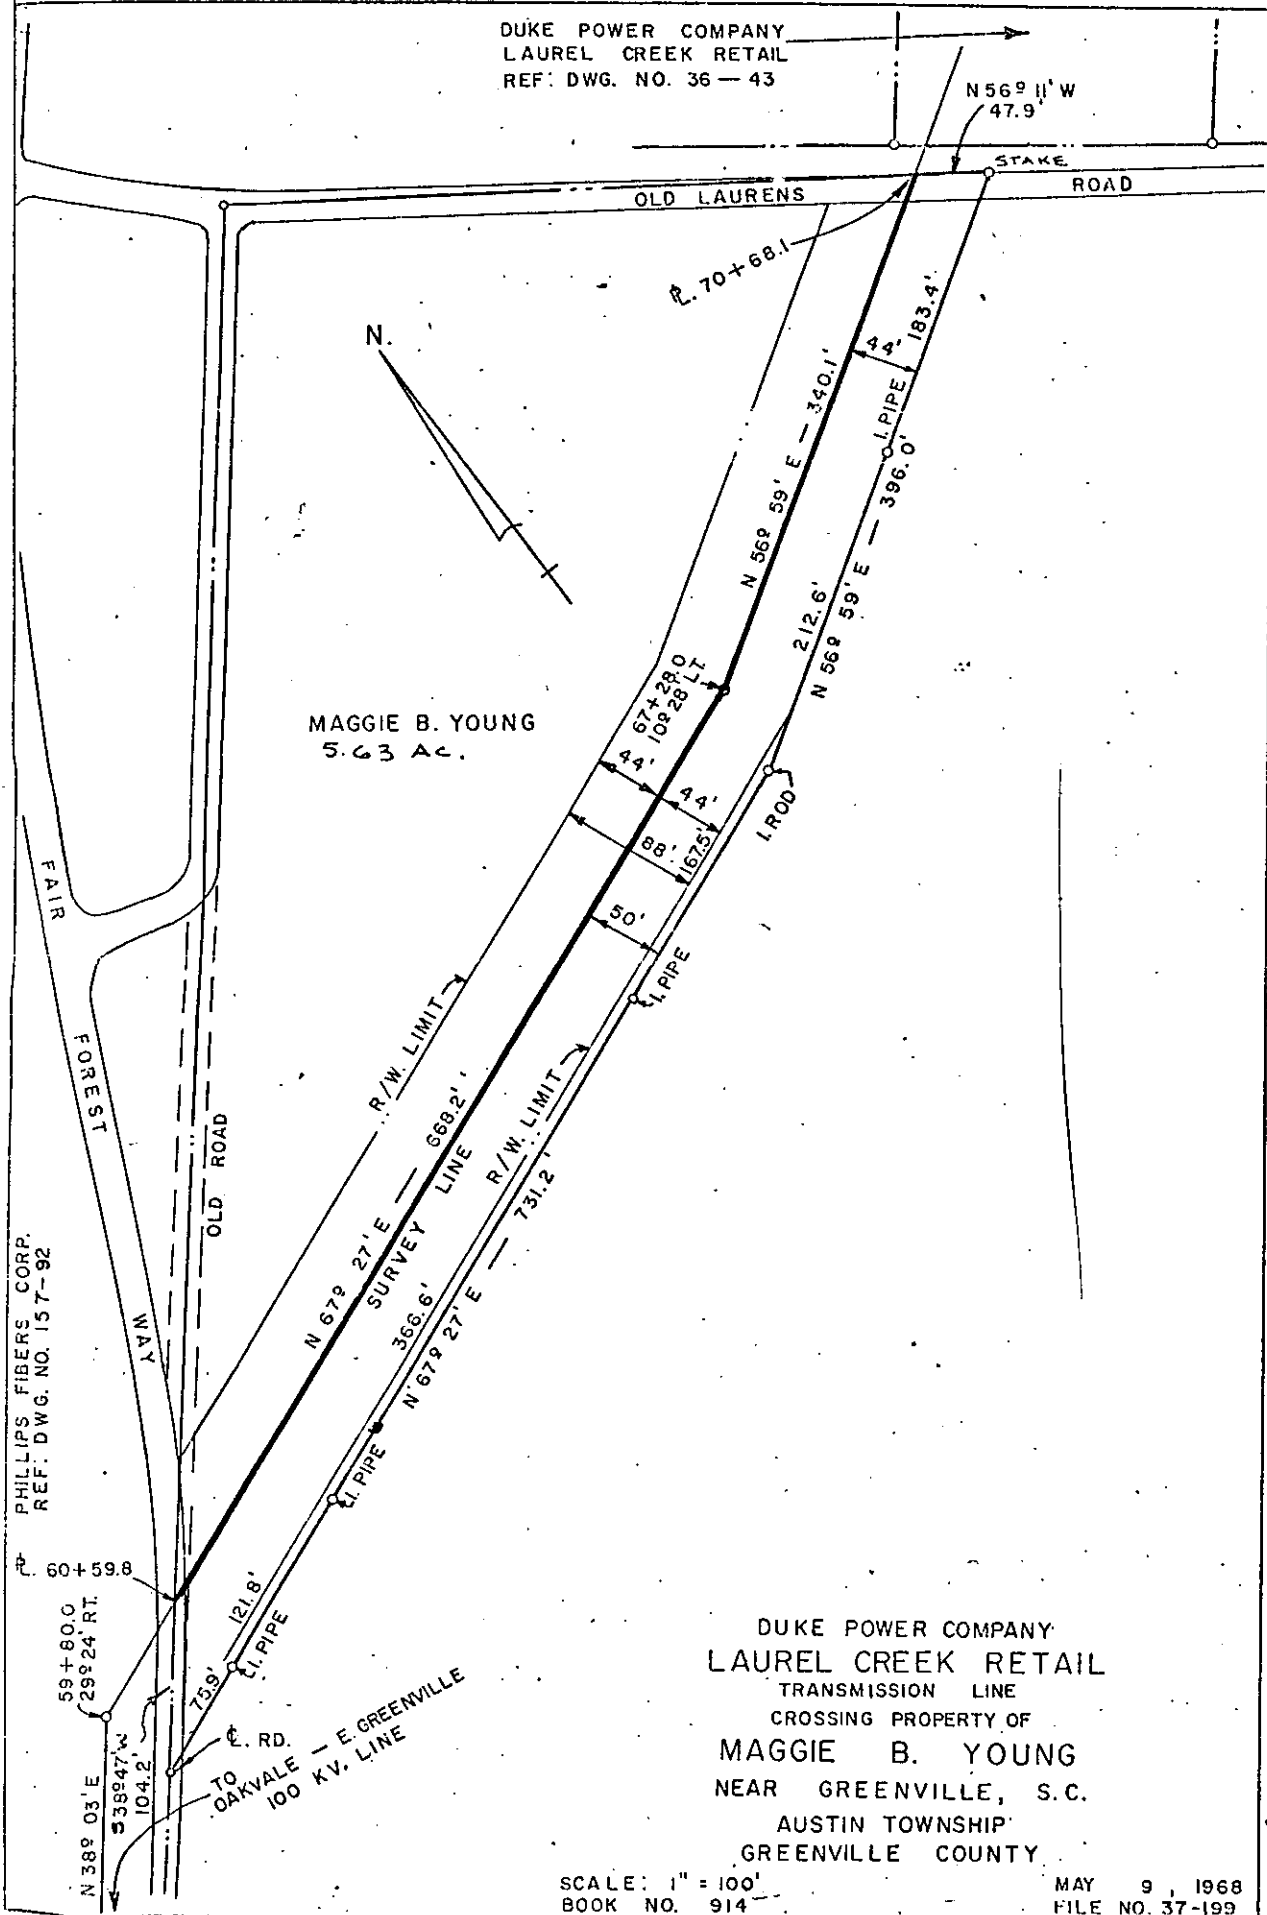 DUKE POWER COMPANY
LAUREL CREEK RETAIL
REF: DWG. NO. 36 — 43
N 56º 11' W
47.9'
STAKE
OLD LAURENS
ROAD
℄. 70+68.1
N.
183.4'
44'
I. PIPE
N 56º 59' E — 340.1'
N 56º 59' E — 396.0'
212.6'
67+28.0
10º 28' LT.
MAGGIE B. YOUNG
5.63 AC.
44'
44'
88'
167.5'
I. ROD
50'
I. PIPE
FAIR
FOREST
WAY
OLD ROAD
R/W. LIMIT
R/W. LIMIT
N 67º 27' E — 668.2'
SURVEY LINE
366.6'
N 67º 27' E — 731.2'
I. PIPE
PHILLIPS FIBERS CORP.
REF: DWG. NO. 157-92
60+59.8
59+80.0
29º 24' RT.
121.8'
I. PIPE
75.9'
℄. RD.
N 38º 03' E
S 38º 47' W
104.2'
TO
OAKVALE — E. GREENVILLE
100 KV. LINE
DUKE POWER COMPANY
LAUREL CREEK RETAIL
TRANSMISSION LINE
CROSSING PROPERTY OF
MAGGIE B. YOUNG
NEAR GREENVILLE, S.C.
AUSTIN TOWNSHIP
GREENVILLE COUNTY
SCALE: 1" = 100'
BOOK NO. 914
MAY 9, 1968
FILE NO. 37-199